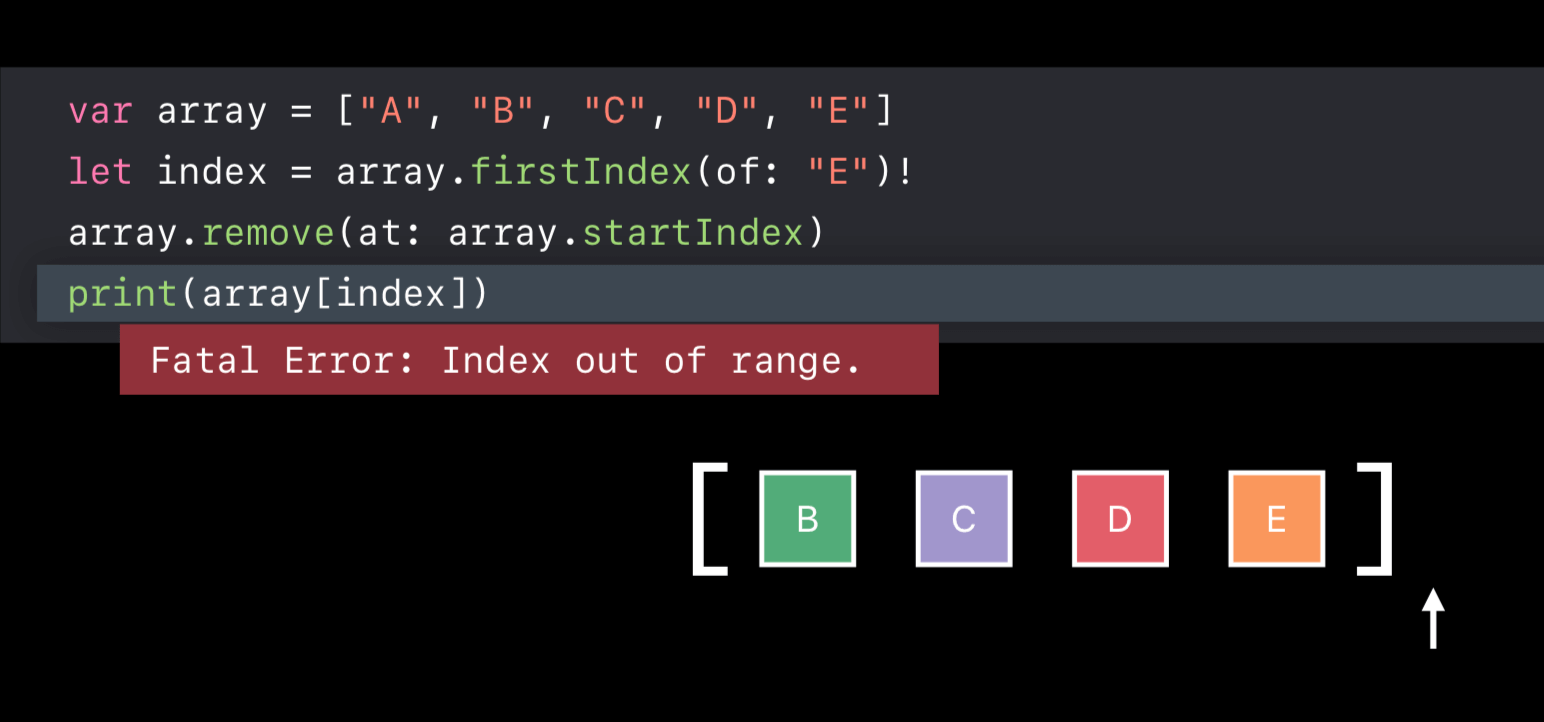 var array = ["A", "B", "C", "D", "E"]
let index = array.firstIndex(of: "E")!
array.remove(at: array.startIndex)
print(array[index])
Fatal Error: Index out of range.
[ B C D E ]